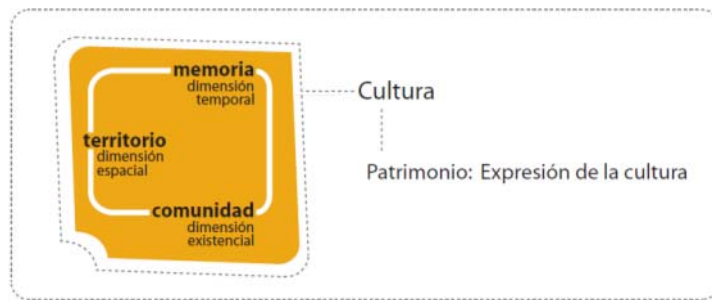 memoria
dimensión
temporal
Cultura
territorio
dimensión
espacial
Patrimonio: Expresión de la cultura
comunidad
dimensión
existencial